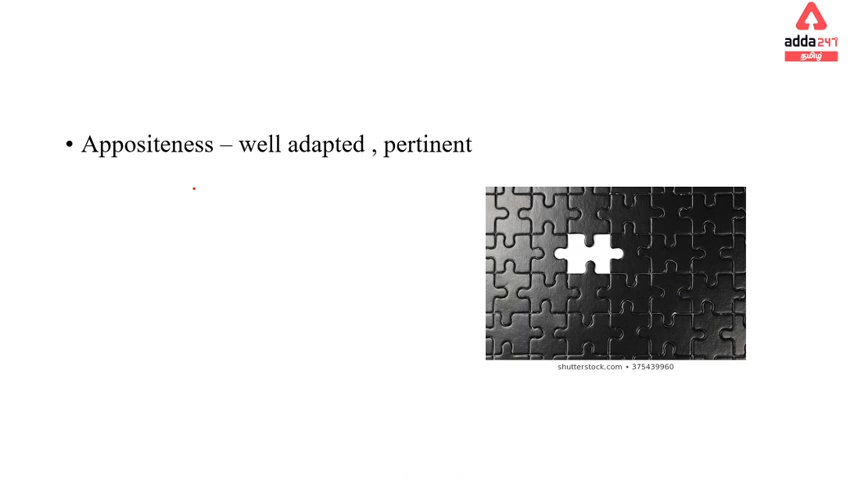 adda247
தமிழ்
• Appositeness – well adapted , pertinent
shutterstock.com • 375439960